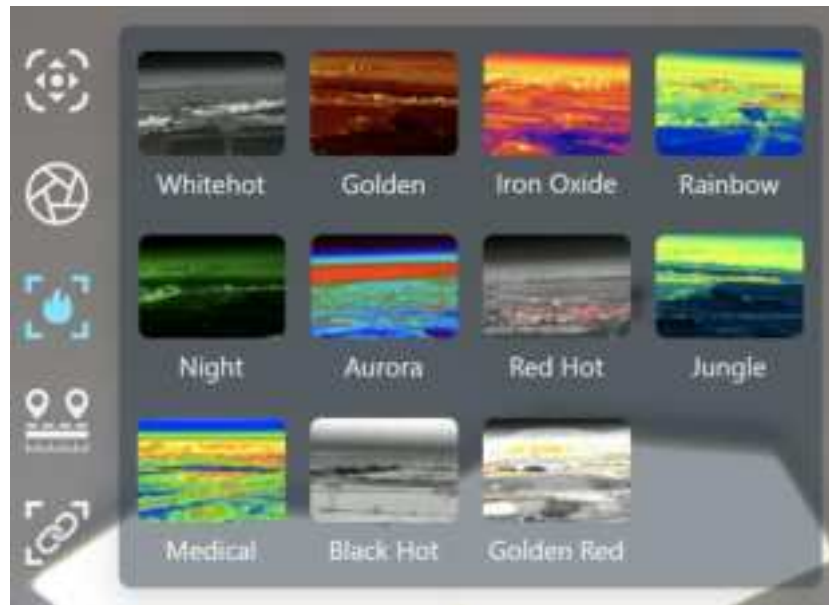 Whitehot Golden Iron Oxide Rainbow
Night Aurora Red Hot Jungle
Medical Black Hot Golden Red